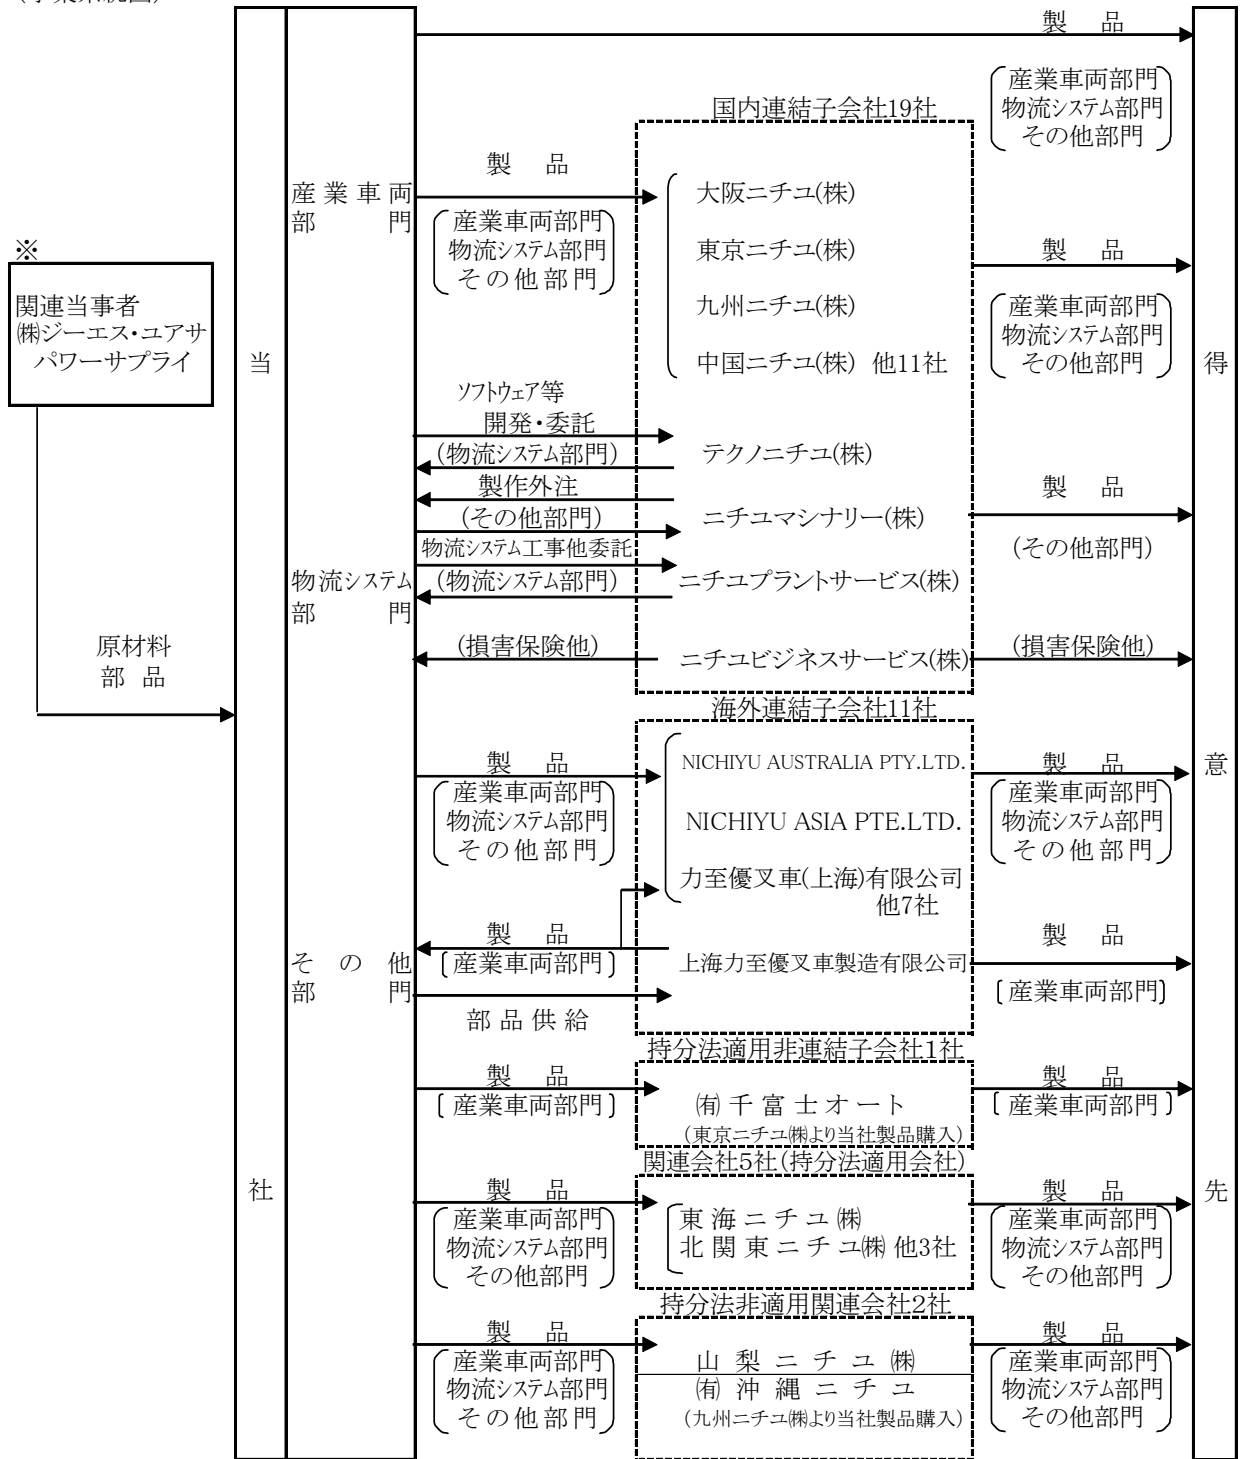 製 品
産業車両部門
物流システム部門
その他部門
国内連結子会社19社
製 品
産業車両部門
物流システム部門
その他部門
大阪ニチユ(株)
東京ニチユ(株)
九州ニチユ(株)
中国ニチユ(株) 他11社
製 品
産業車両部門
物流システム部門
その他部門
産業車両
部 門
※
関連当事者
㈱ジーエス・ユアサ
パワーサプライ
原材料
部 品
当
社
得
意
先
ソフトウェア等
開発・委託
(物流システム部門)
テクノニチユ(株)
製作外注
(その他部門)
ニチユマシナリー(株)
製 品
(その他部門)
物流システム工事他委託
(物流システム部門)
ニチユプラントサービス(株)
物流システム
部 門
(損害保険他)
ニチユビジネスサービス(株)
(損害保険他)
海外連結子会社11社
製 品
産業車両部門
物流システム部門
その他部門
NICHIYU AUSTRALIA PTY.LTD.
NICHIYU ASIA PTE.LTD.
力至優叉車(上海)有限公司
他7社
製 品
産業車両部門
物流システム部門
その他部門
製 品
[産業車両部門]
上海力至優叉車製造有限公司
製 品
[産業車両部門]
その他
部 門
部品供給
持分法適用非連結子会社1社
製 品
[産業車両部門]
㈲千富士オート
(東京ニチユ㈱より当社製品購入)
製 品
[産業車両部門]
関連会社5社(持分法適用会社)
製 品
産業車両部門
物流システム部門
その他部門
東海ニチユ㈱
北関東ニチユ㈱ 他3社
製 品
産業車両部門
物流システム部門
その他部門
持分法非適用関連会社2社
製 品
産業車両部門
物流システム部門
その他部門
山梨ニチユ㈱
㈲沖縄ニチユ
(九州ニチユ㈱より当社製品購入)
製 品
産業車両部門
物流システム部門
その他部門